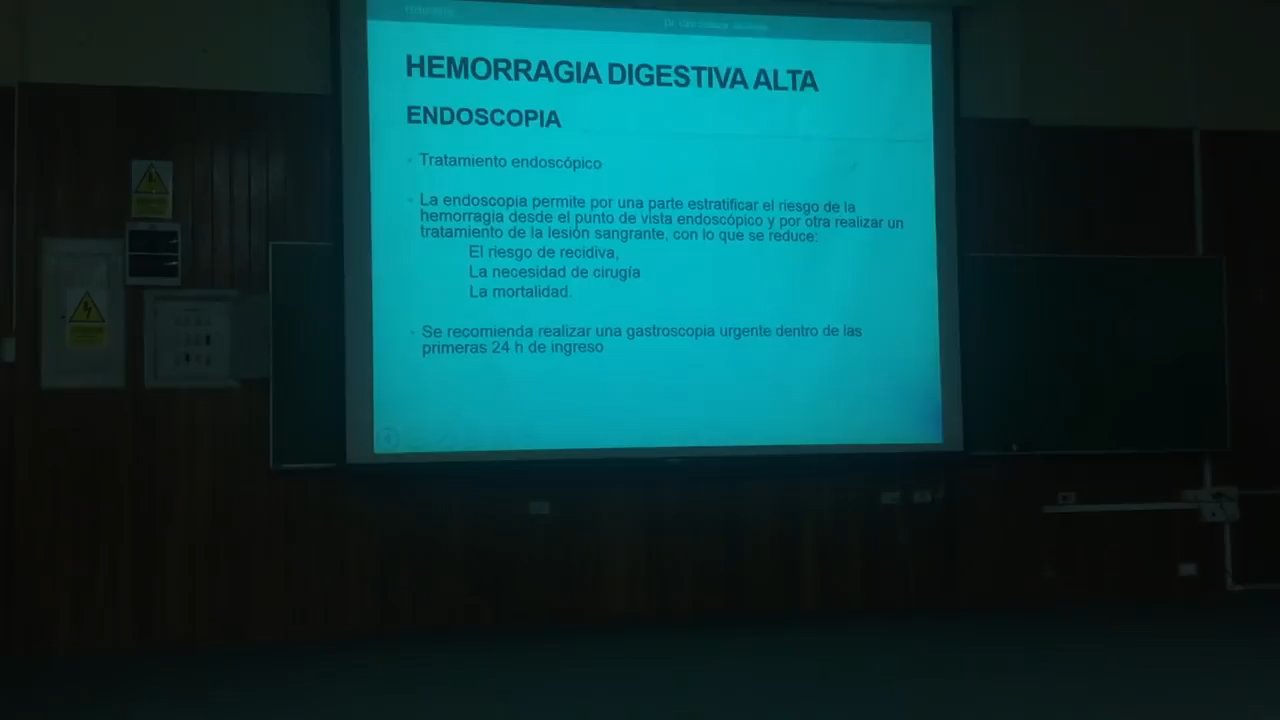 HEMORRAGIA DIGESTIVA ALTA
ENDOSCOPIA
Tratamiento endoscópico
La endoscopia permite por una parte estratificar el riesgo de la
hemorragia desde el punto de vista endoscópico y por otra realizar un
tratamiento de la lesión sangrante, con lo que se reduce:
El riesgo de recidiva,
La necesidad de cirugía
La mortalidad.
Se recomienda realizar una gastroscopia urgente dentro de las
primeras 24 h de ingreso